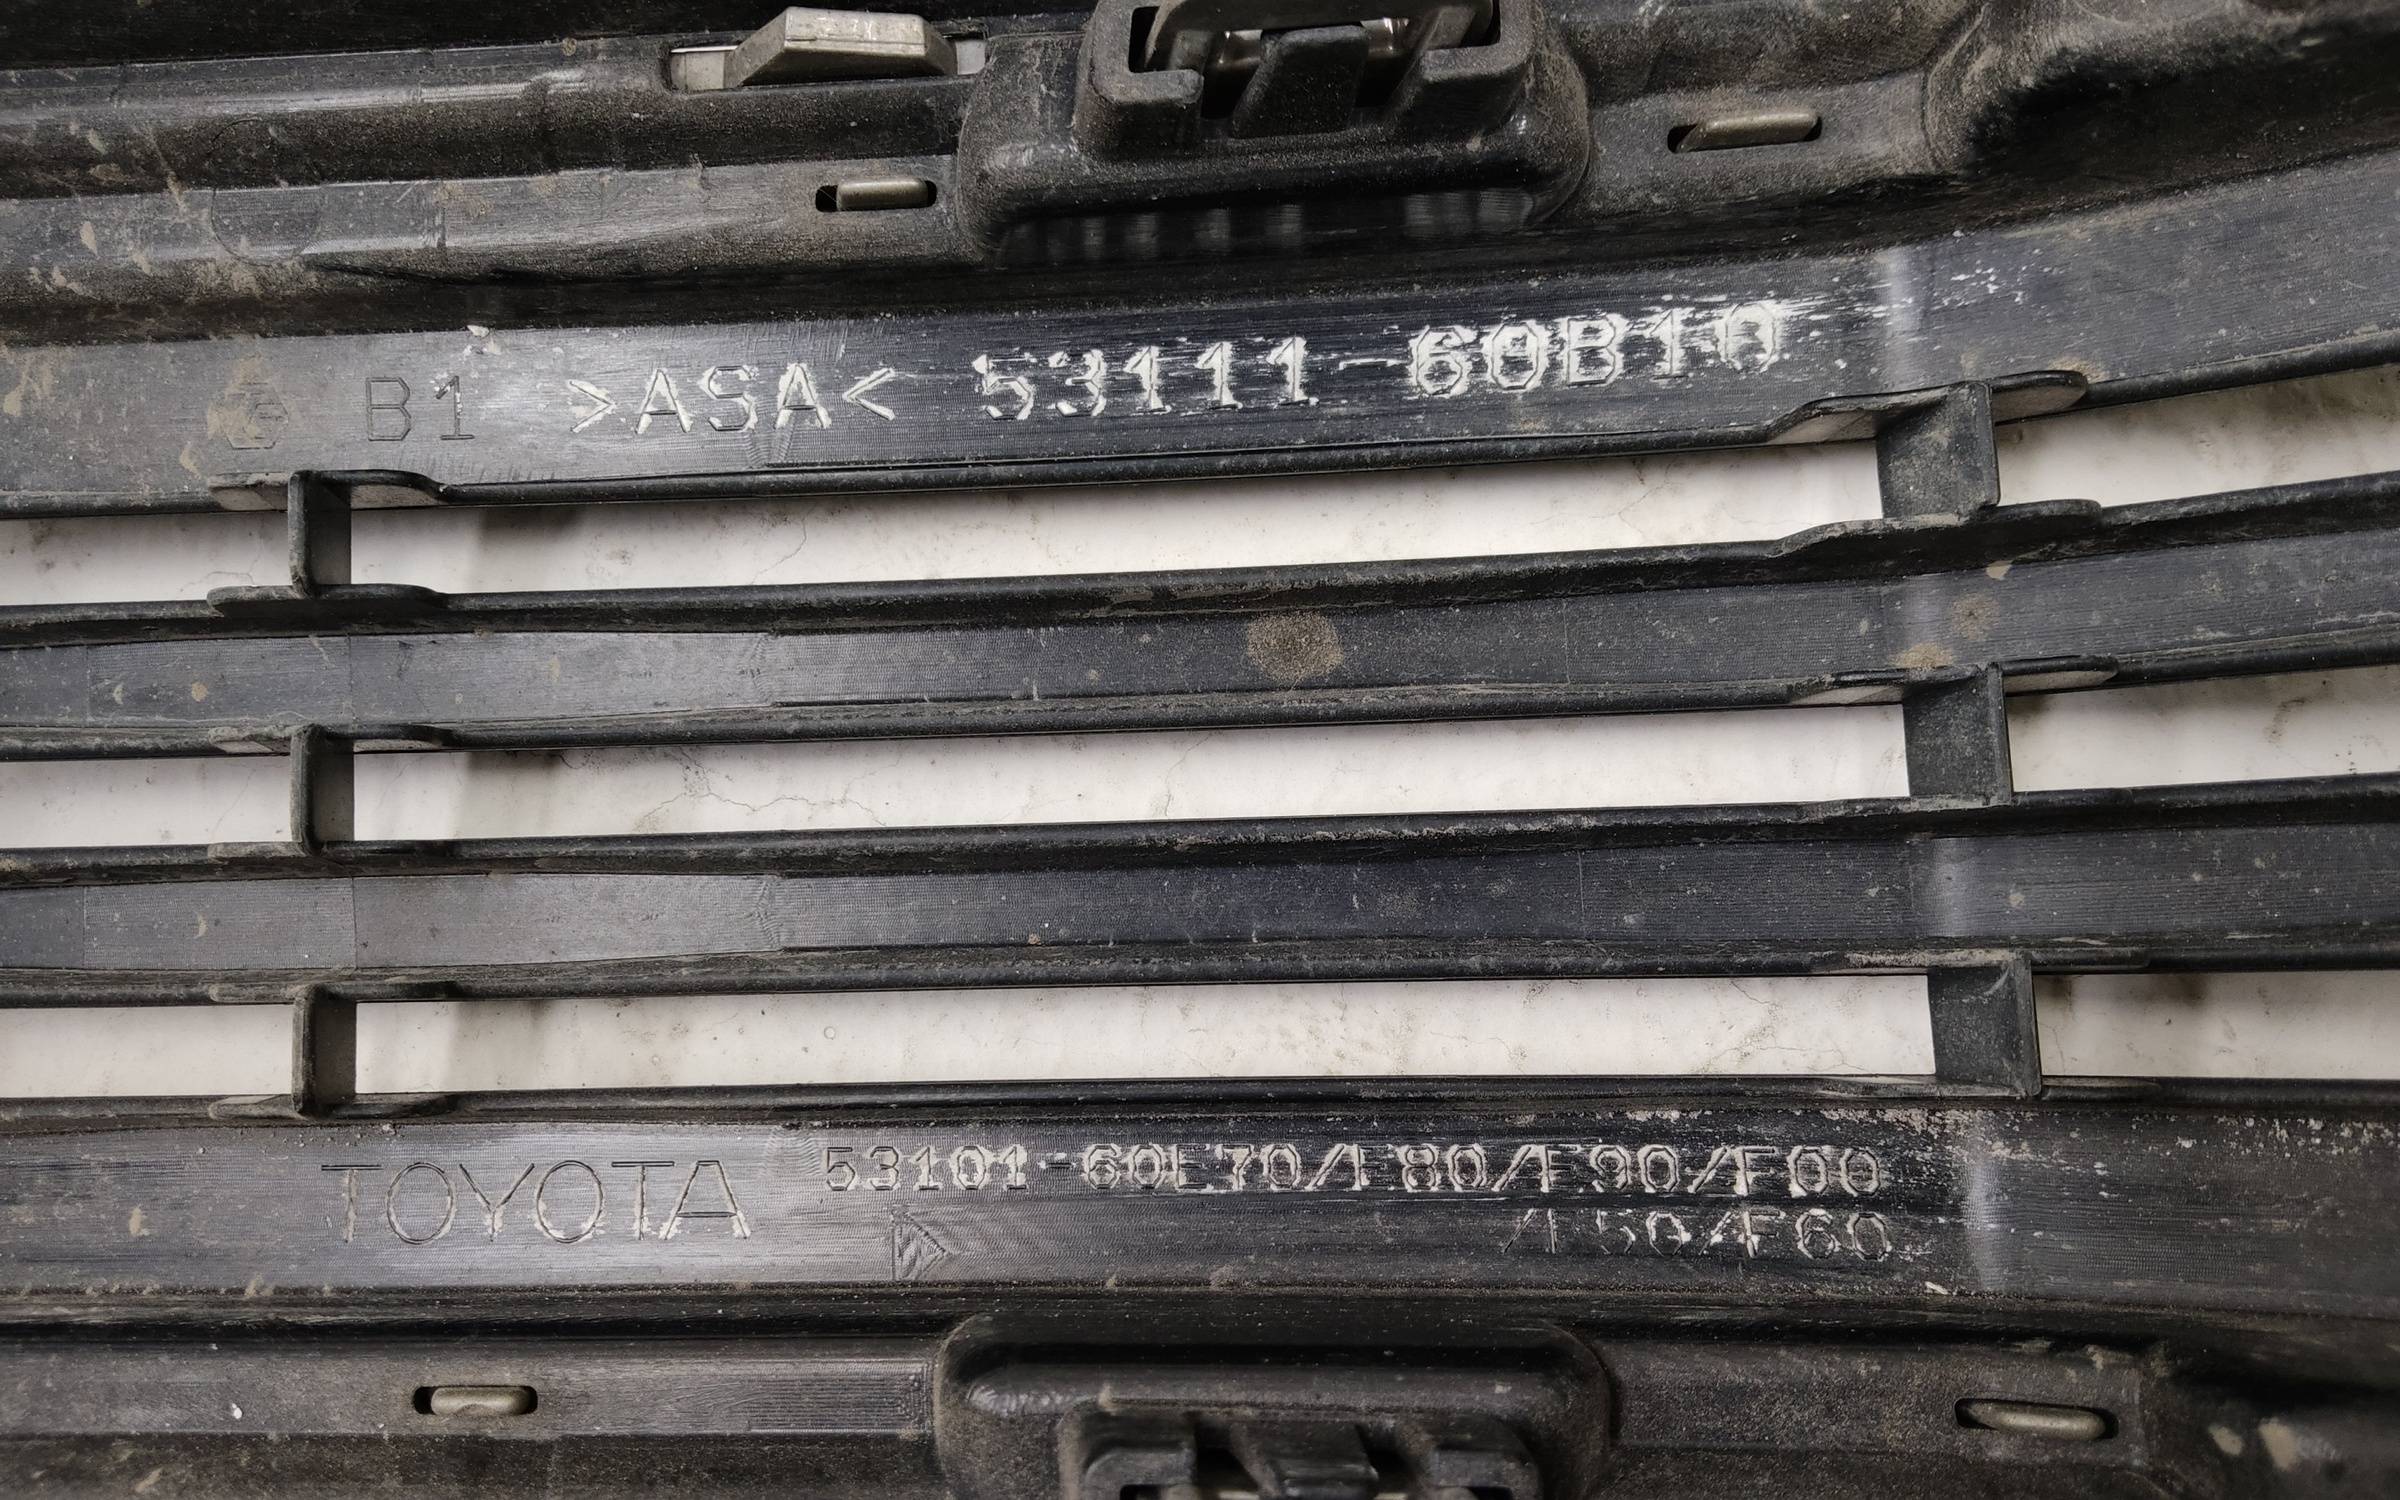 B1 >ASA< 53111-60B10
TOYOTA 53101-60E70/E80/E90/F00
/F50/F60